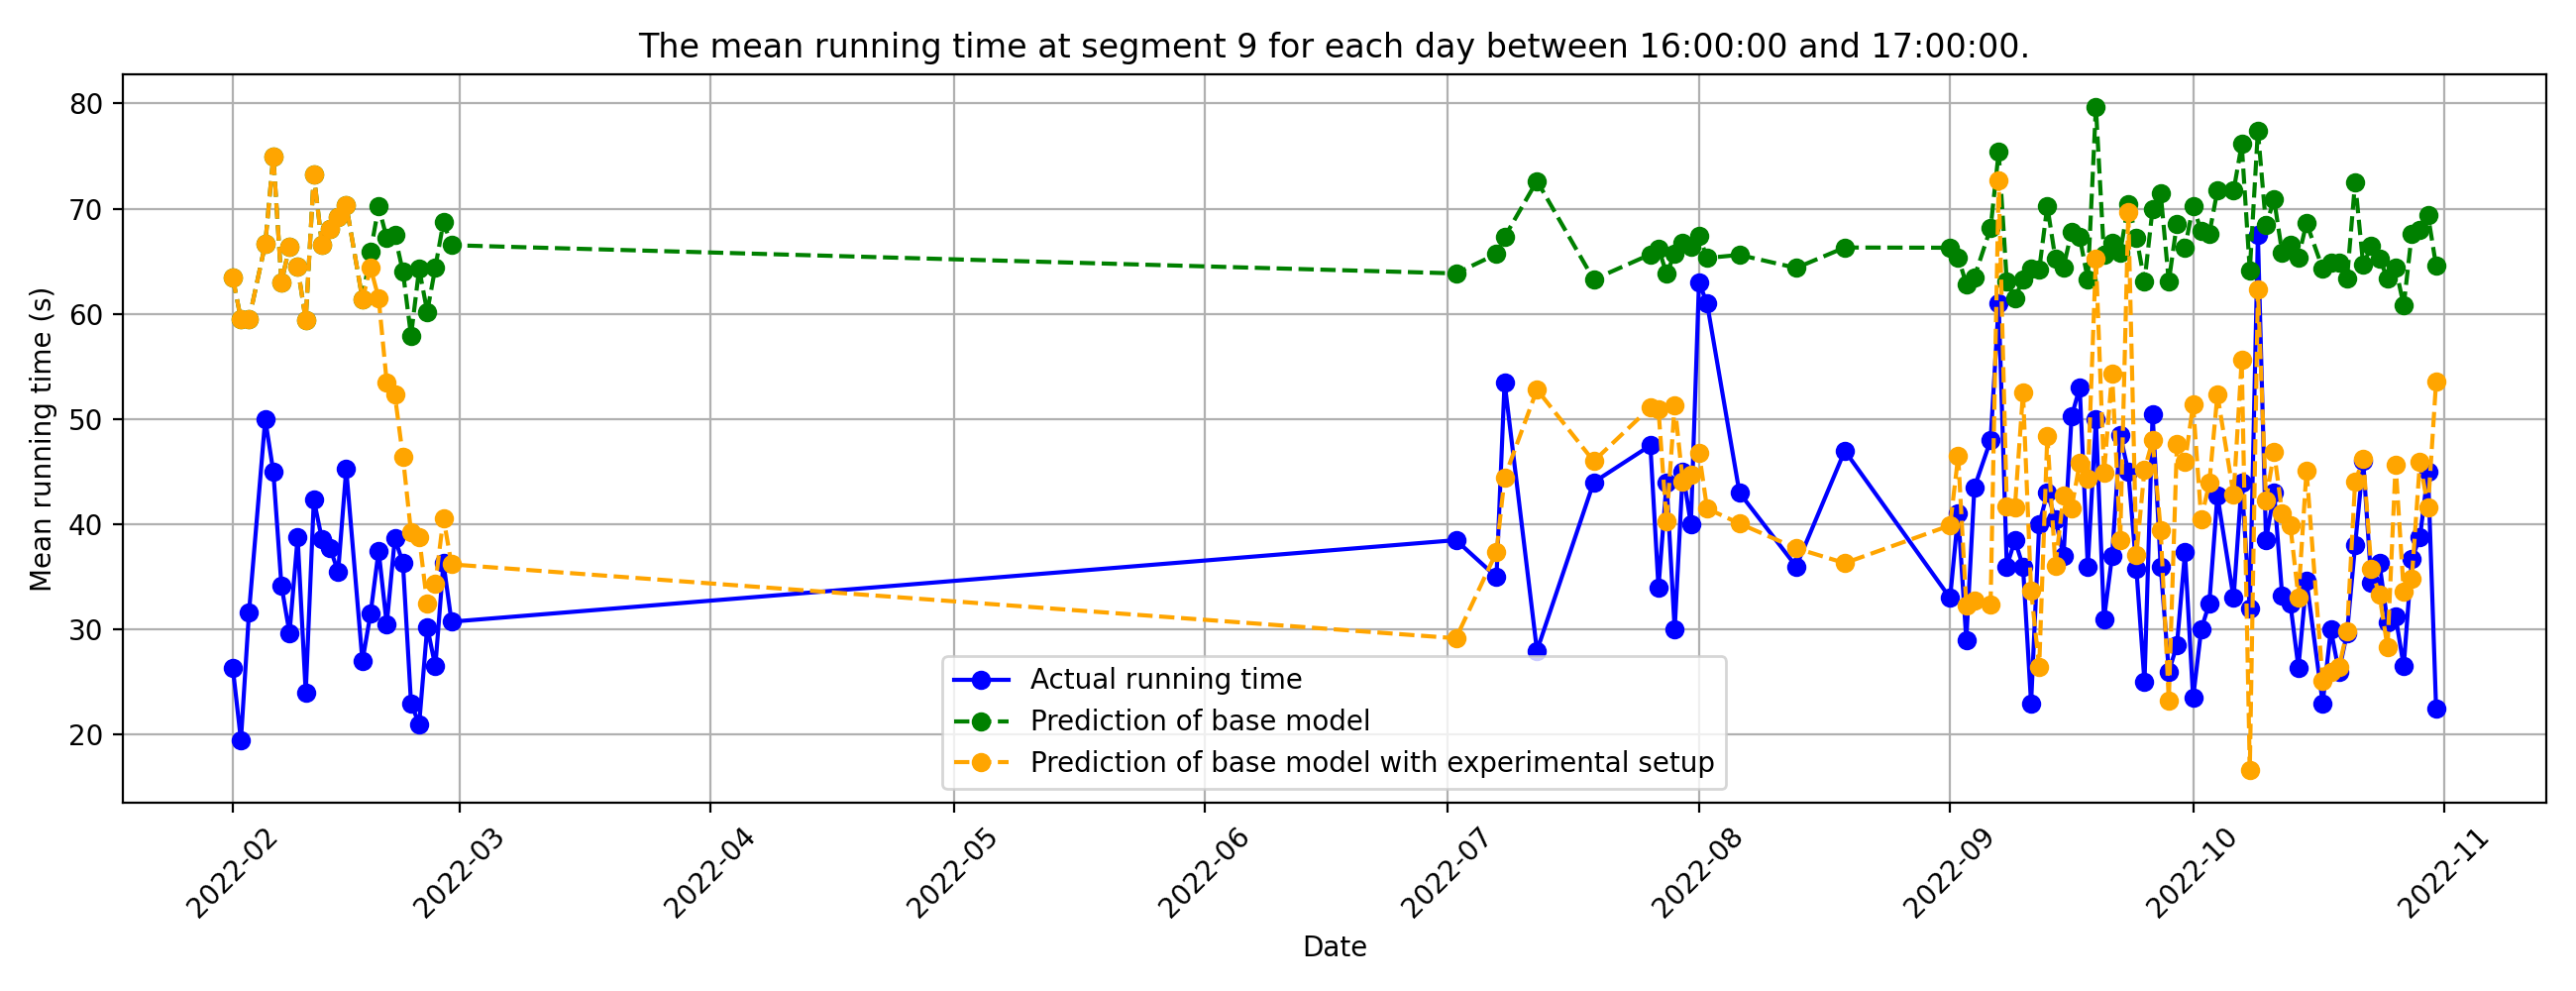 The mean running time at segment 9 for each day between 16:00:00 and 17:00:00.
Mean running time (s)
80
70
60
50
40
30
20
Actual running time
Prediction of base model
Prediction of base model with experimental setup
2022-02
2022-03
2022-04
2022-05
2022-06
2022-07
2022-08
2022-09
2022-10
2022-11
Date